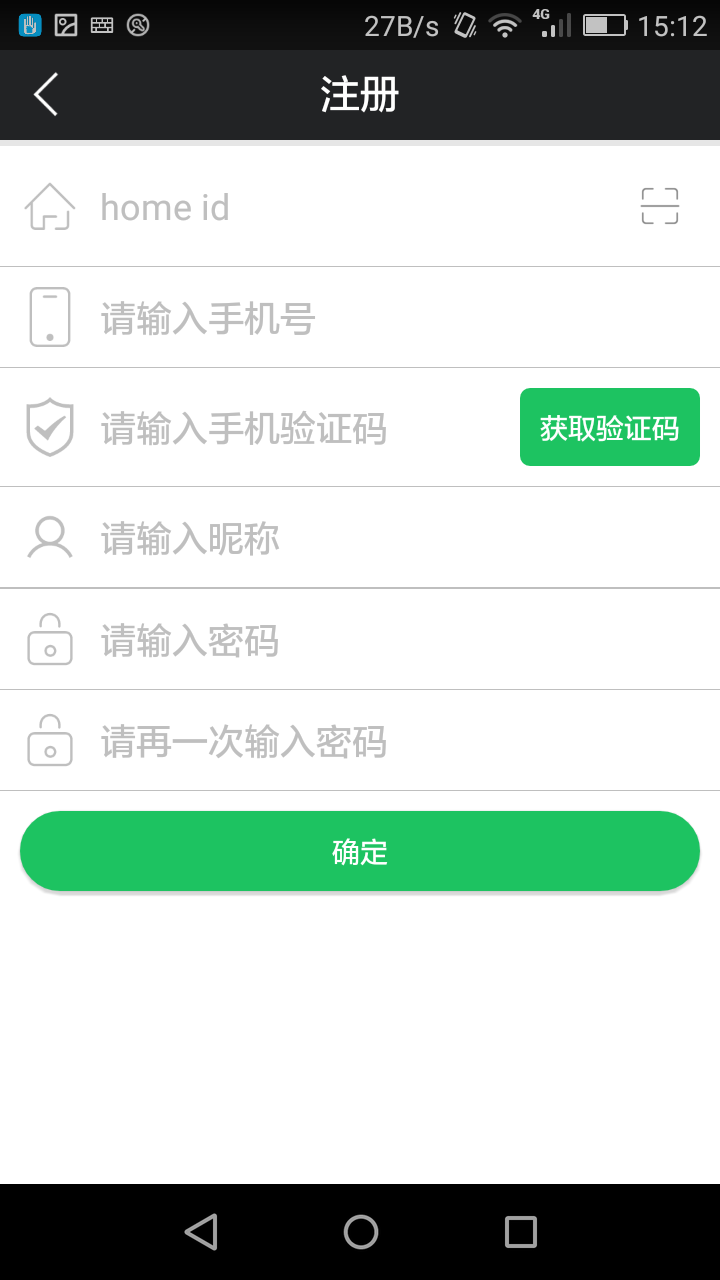 27B/s 4G 15:12
注册
home id
请输入手机号
请输入手机验证码 获取验证码
请输入昵称
请输入密码
请再一次输入密码
确定